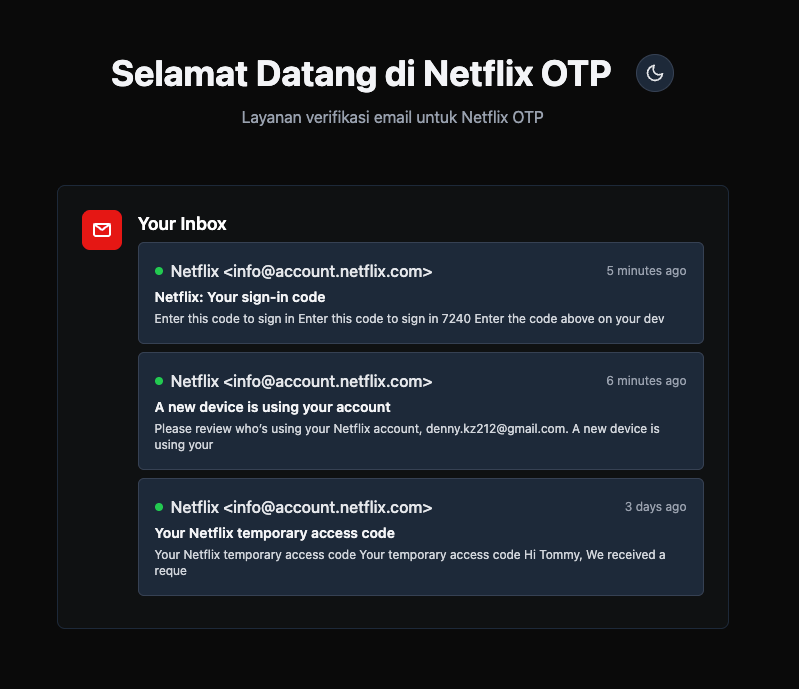 Selamat Datang di Netflix OTP
Layanan verifikasi email untuk Netflix OTP
Your Inbox
Netflix <info@account.netflix.com>
5 minutes ago
Netflix: Your sign-in code
Enter this code to sign in Enter this code to sign in 7240 Enter the code above on your dev
Netflix <info@account.netflix.com>
6 minutes ago
A new device is using your account
Please review who’s using your Netflix account, denny.kz212@gmail.com. A new device is
using your
Netflix <info@account.netflix.com>
3 days ago
Your Netflix temporary access code
Your Netflix temporary access code Your temporary access code Hi Tommy, We received a
reque